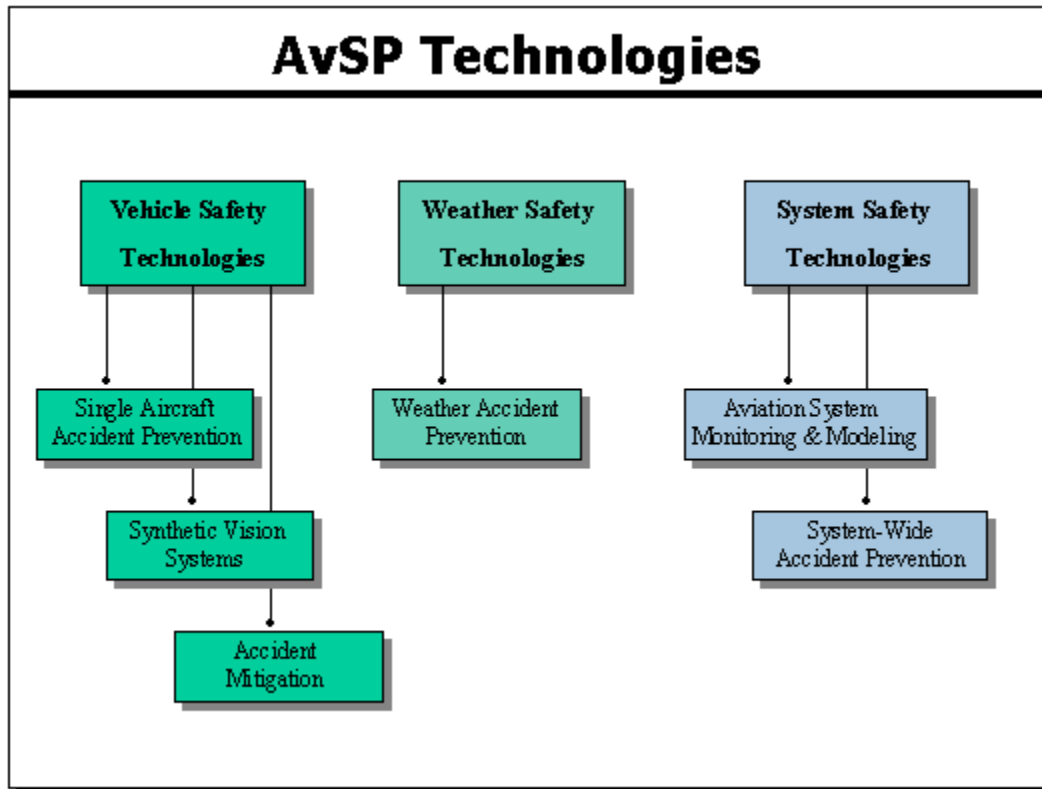 AvSP Technologies
Vehicle Safety
Technologies
Weather Safety
Technologies
System Safety
Technologies
Single Aircraft
Accident Prevention
Weather Accident
Prevention
Aviation System
Monitoring & Modeling
Synthetic Vision
Systems
System-Wide
Accident Prevention
Accident
Mitigation